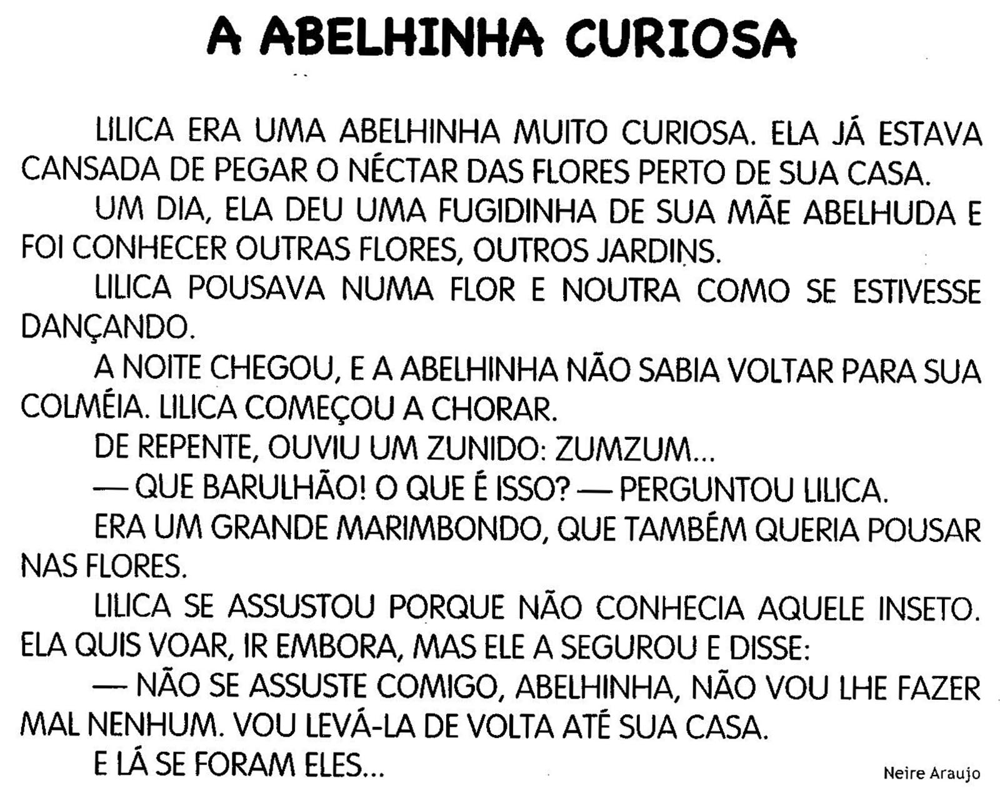 A ABELHINHA CURIOSA
LILICA ERA UMA ABELHINHA MUITO CURIOSA. ELA JÁ ESTAVA
CANSADA DE PEGAR O NÉCTAR DAS FLORES PERTO DE SUA CASA.
UM DIA, ELA DEU UMA FUGIDINHA DE SUA MÃE ABELHUDA E
FOI CONHECER OUTRAS FLORES, OUTROS JARDINS.
LILICA POUSAVA NUMA FLOR E NOUTRA COMO SE ESTIVESSE
DANÇANDO.
A NOITE CHEGOU, E A ABELHINHA NÃO SABIA VOLTAR PARA SUA
COLMÉIA. LILICA COMEÇOU A CHORAR.
DE REPENTE, OUVIU UM ZUNIDO: ZUMZUM...
— QUE BARULHÃO! O QUE É ISSO? — PERGUNTOU LILICA.
ERA UM GRANDE MARIMBONDO, QUE TAMBÉM QUERIA POUSAR
NAS FLORES.
LILICA SE ASSUSTOU PORQUE NÃO CONHECIA AQUELE INSETO.
ELA QUIS VOAR, IR EMBORA, MAS ELE A SEGUROU E DISSE:
— NÃO SE ASSUSTE COMIGO, ABELHINHA, NÃO VOU LHE FAZER
MAL NENHUM. VOU LEVÁ-LA DE VOLTA ATÉ SUA CASA.
E LÁ SE FORAM ELES...
Neire Araujo